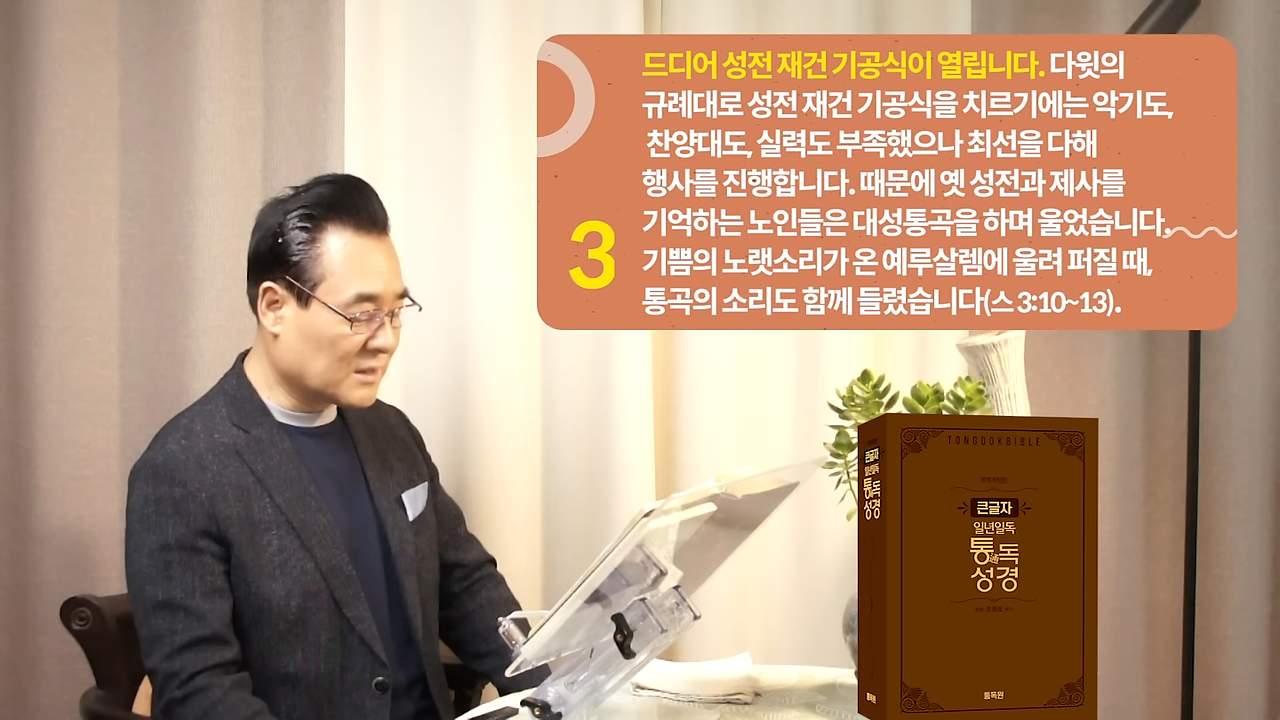 드디어 성전 재건 기공식이 열립니다. 다윗의
규례대로 성전 재건 기공식을 치르기에는 악기도,
찬양대도, 실력도 부족했으나 최선을 다해
행사를 진행합니다. 때문에 옛 성전과 제사를
3
기억하는 노인들은 대성통곡을 하며 울었습니다.
기쁨의 노랫소리가 온 예루살렘에 울려 퍼질 때,
통곡의 소리도 함께 들렸습니다(스 3:10~13).
TONGDOKBIBLE
큰글자
일년일독
통독
성경
통독원
큰글자
일년일독
통독
성경
통독원